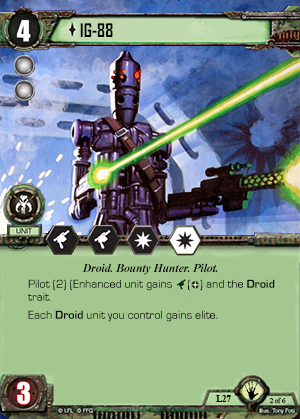 4
IG-88
UNIT
Droid. Bounty Hunter. Pilot.
Pilot (2) (Enhanced unit gains [ ] and the Droid
trait.
Each Droid unit you control gains elite.
3
© LFL © FFG
L27
2 of 6
Illus. Tony Foti